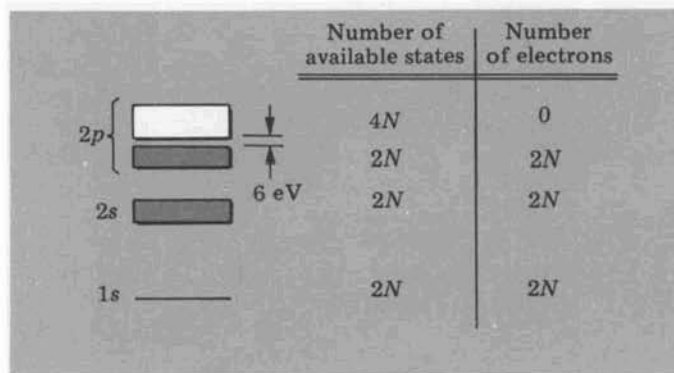 Number of available states
Number of electrons
2p
4N
0
2N
2N
6 eV
2s
2N
2N
1s
2N
2N